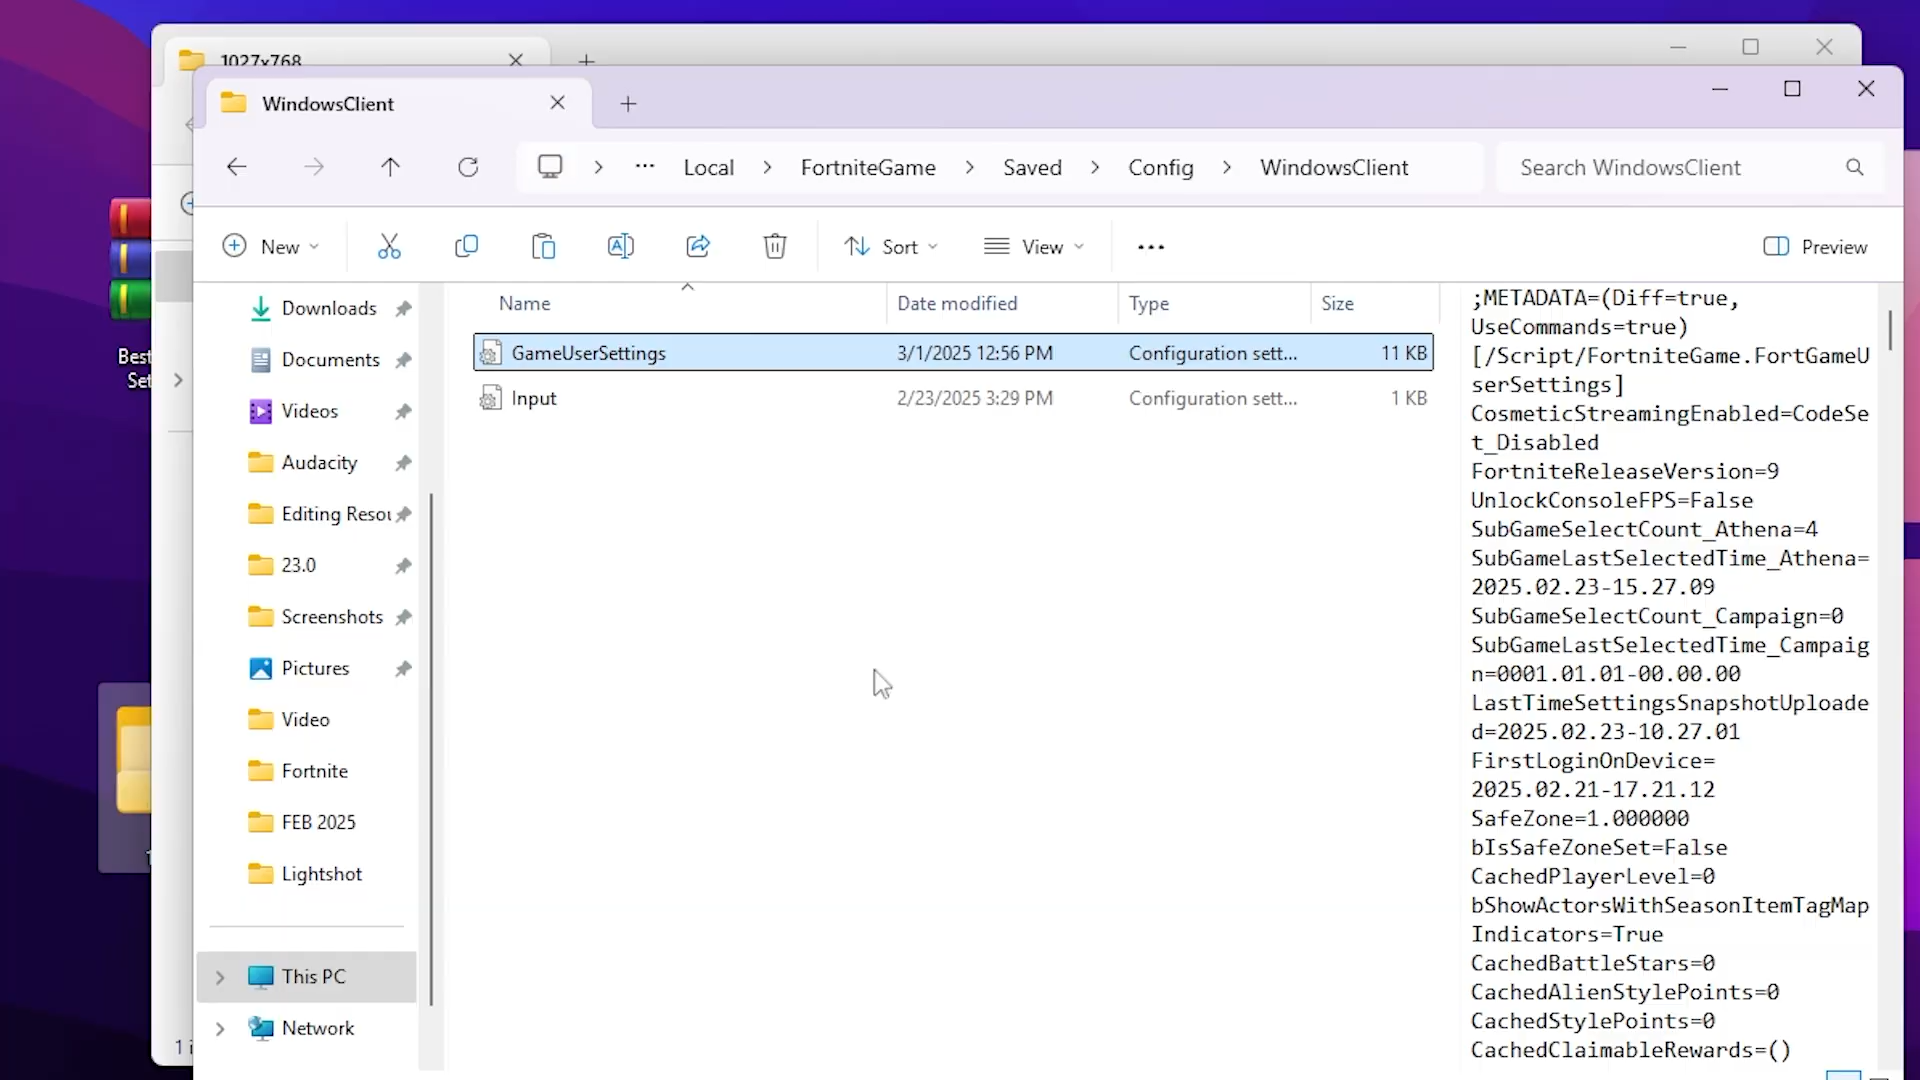 1027x768
WindowsClient
Local
FortniteGame
Saved
Config
WindowsClient
Search WindowsClient
New
Sort
View
Preview
Best
Set
Downloads
Documents
Videos
Audacity
Editing Resou
23.0
Screenshots
Pictures
Video
Fortnite
FEB 2025
Lightshot
This PC
Network
Name Date modified Type Size
GameUserSettings 3/1/2025 12:56 PM Configuration sett... 11 KB
Input 2/23/2025 3:29 PM Configuration sett... 1 KB
;METADATA=(Diff=true,
UseCommands=true)
[/Script/FortniteGame.FortGameU
serSettings]
CosmeticStreamingEnabled=CodeSe
t_Disabled
FortniteReleaseVersion=9
UnlockConsoleFPS=False
SubGameSelectCount_Athena=4
SubGameLastSelectedTime_Athena=
2025.02.23-15.27.09
SubGameSelectCount_Campaign=0
SubGameLastSelectedTime_Campaig
n=0001.01.01-00.00.00
LastTimeSettingsSnapshotUploade
d=2025.02.23-10.27.01
FirstLoginOnDevice=
2025.02.21-17.21.12
SafeZone=1.000000
bIsSafeZoneSet=False
CachedPlayerLevel=0
bShowActorsWithSeasonItemTagMap
Indicators=True
CachedBattleStars=0
CachedAlienStylePoints=0
CachedStylePoints=0
CachedClaimableRewards=()